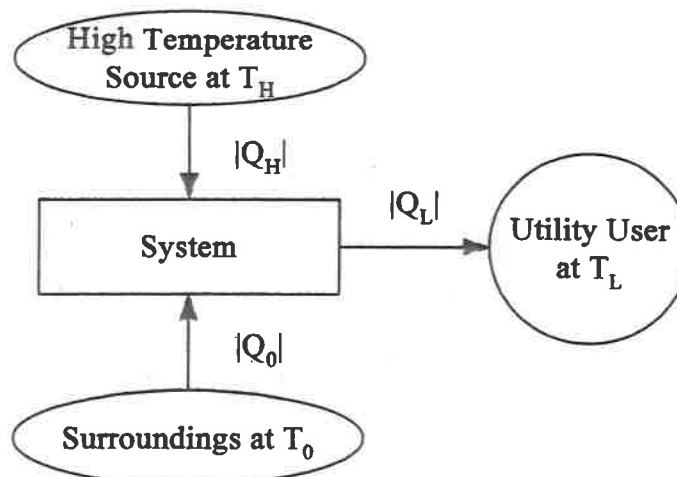 High Temperature
Source at T_H
|Q_H|
|Q_L|
System
Utility User
at T_L
|Q_0|
Surroundings at T_0